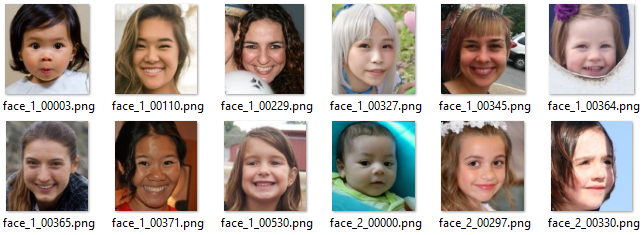 face_1_00003.png face_1_00110.png face_1_00229.png face_1_00327.png face_1_00345.png face_1_00364.png
face_1_00365.png face_1_00371.png face_1_00530.png face_2_00000.png face_2_00297.png face_2_00330.png